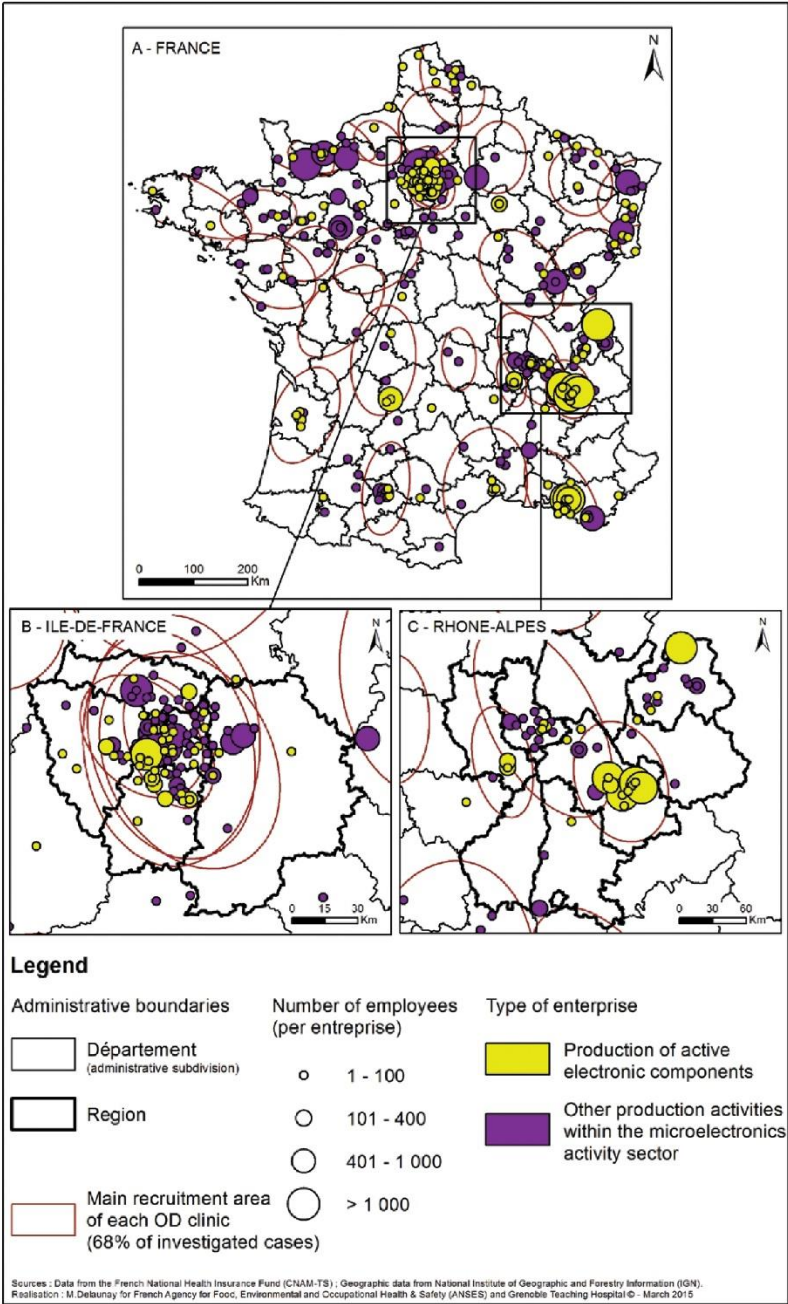 A - FRANCE
N
0 100 200
Km
B - ILE-DE-FRANCE
N
0 15 30
Km
C - RHONE-ALPES
N
0 30 60
Km
Legend
Administrative boundaries
Département
(administrative subdivision)
Region
Main recruitment area
of each OD clinic
(68% of investigated cases)
Number of employees
(per entreprise)
1 - 100
101 - 400
401 - 1 000
> 1 000
Type of enterprise
Production of active
electronic components
Other production activities
within the microelectronics
activity sector
Sources : Data from the French National Health Insurance Fund (CNAM-TS) ; Geographic data from National Institute of Geographic and Forestry Information (IGN).
Realisation : M.Delaunay for French Agency for Food, Environmental and Occupational Health & Safety (ANSES) and Grenoble Teaching Hospital © - March 2015